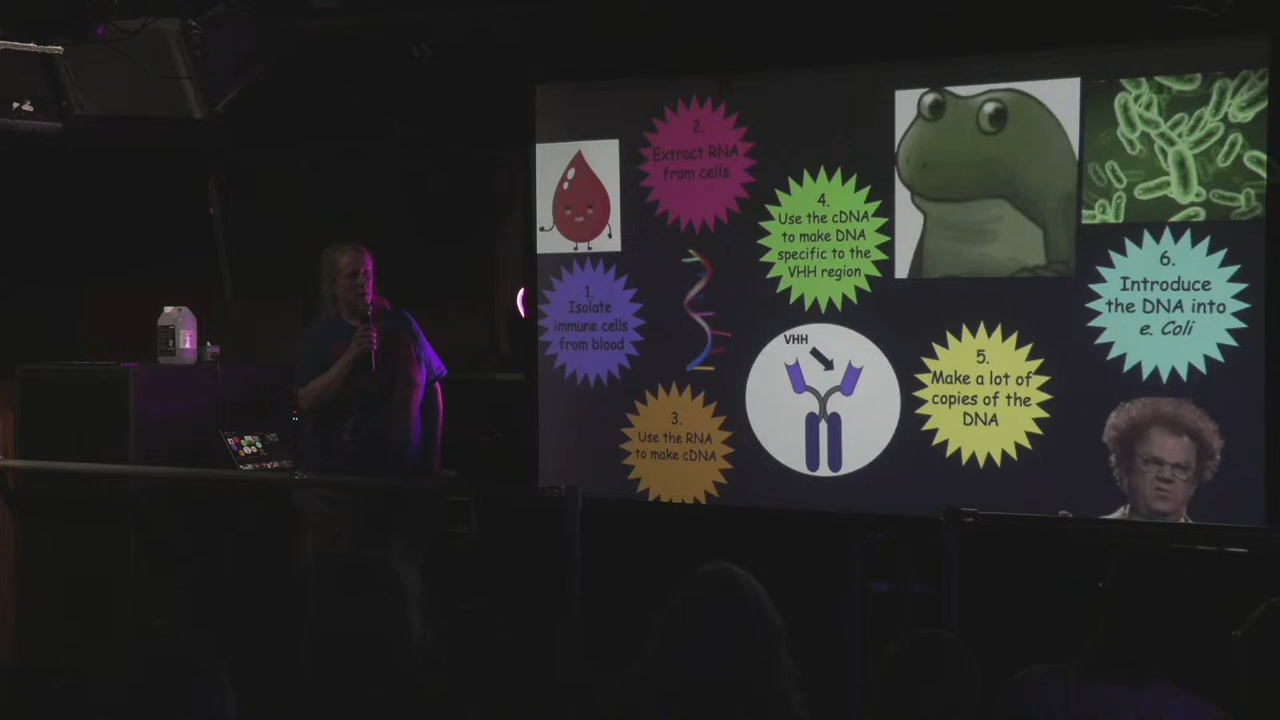 1.
Isolate
immune cells
from blood
2.
Extract RNA
from cells
3.
Use the RNA
to make cDNA
4.
Use the cDNA
to make DNA
specific to the
VHH region
VHH
5.
Make a lot of
copies of the
DNA
6.
Introduce
the DNA into
e. Coli